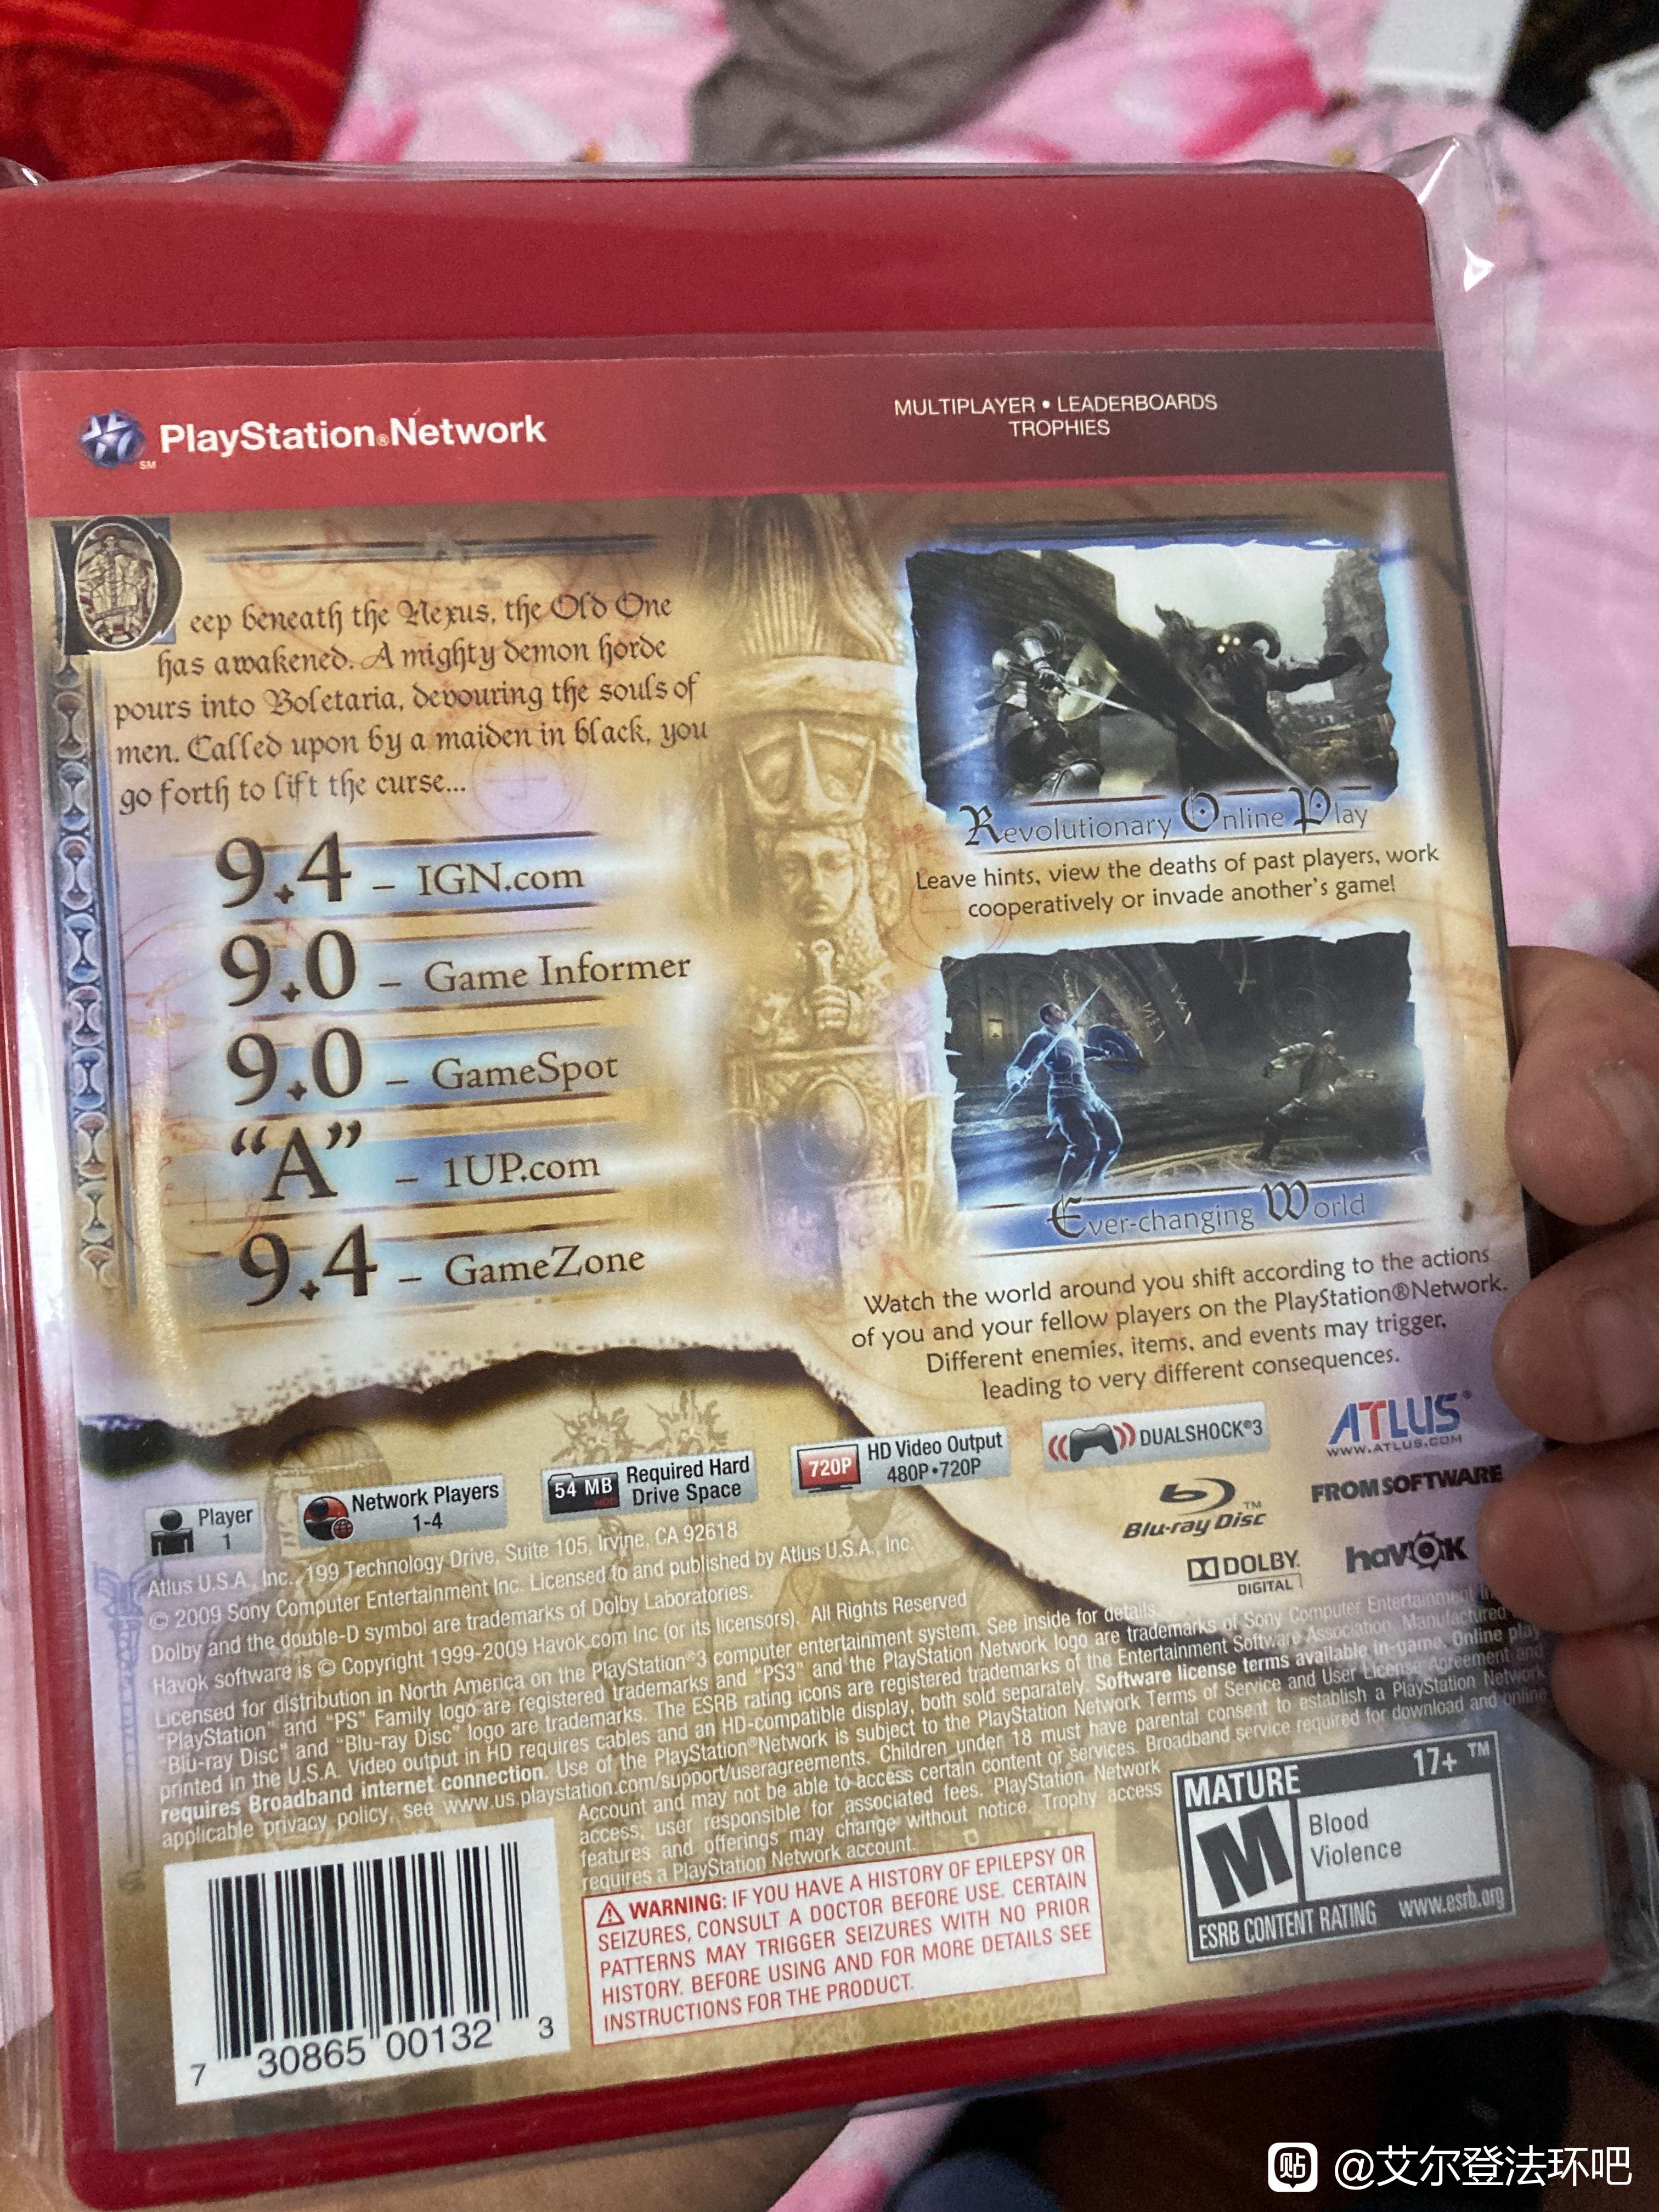 PlayStation®Network
SM
MULTIPLAYER • LEADERBOARDS
TROPHIES
Deep beneath the Nexus, the Old One
has awakened. A mighty demon horde
pours into Boletaria, devouring the souls of
men. Called upon by a maiden in black, you
go forth to lift the curse...
9.4 – IGN.com
9.0 – Game Informer
9.0 – GameSpot
“A” – 1UP.com
9.4 – GameZone
Revolutionary Online Play
Leave hints, view the deaths of past players, work
cooperatively or invade another's game!
Ever-changing World
Watch the world around you shift according to the actions
of you and your fellow players on the PlayStation®Network.
Different enemies, items, and events may trigger,
leading to very different consequences.
Player
1
Network Players
1-4
54 MB
Required Hard
Drive Space
720P
HD Video Output
480P•720P
DUALSHOCK®3
ATLUS®
WWW.ATLUS.COM
Blu-ray Disc™
FROMSOFTWARE
DOLBY
DIGITAL
havok
Atlus U.S.A., Inc., 199 Technology Drive, Suite 105, Irvine, CA 92618
© 2009 Sony Computer Entertainment Inc. Licensed to and published by Atlus U.S.A., Inc.
Dolby and the double-D symbol are trademarks of Dolby Laboratories.
Havok software is © Copyright 1999-2009 Havok.com Inc (or its licensors). All Rights Reserved
Licensed for distribution in North America on the PlayStation®3 computer entertainment system. See inside for details.
"PlayStation" and "PS" Family logo are registered trademarks and "PS3" and the PlayStation Network logo are trademarks of Sony Computer Entertainment
"Blu-ray Disc" and "Blu-ray Disc" logo are trademarks. The ESRB rating icons are registered trademarks of the Entertainment Software Association. Manufactured
printed in the U.S.A. Video output in HD requires cables and an HD-compatible display, both sold separately. Software license terms available in-game. Online play
requires Broadband internet connection. Use of the PlayStation®Network is subject to the PlayStation Network Terms of Service and User License Agreement and
applicable privacy policy, see www.us.playstation.com/support/useragreements. Children under 18 must have parental consent to establish a PlayStation Network
Account and may not be able to access certain content or services. Broadband service required for download and online
access; user responsible for associated fees. PlayStation Network
features and offerings may change without notice. Trophy access
requires a PlayStation Network account.
WARNING: IF YOU HAVE A HISTORY OF EPILEPSY OR
SEIZURES, CONSULT A DOCTOR BEFORE USE. CERTAIN
PATTERNS MAY TRIGGER SEIZURES WITH NO PRIOR
HISTORY. BEFORE USING AND FOR MORE DETAILS SEE
INSTRUCTIONS FOR THE PRODUCT.
MATURE 17+ ™
M
Blood
Violence
ESRB CONTENT RATING www.esrb.org
7 30865 00132 3
贴 @艾尔登法环吧